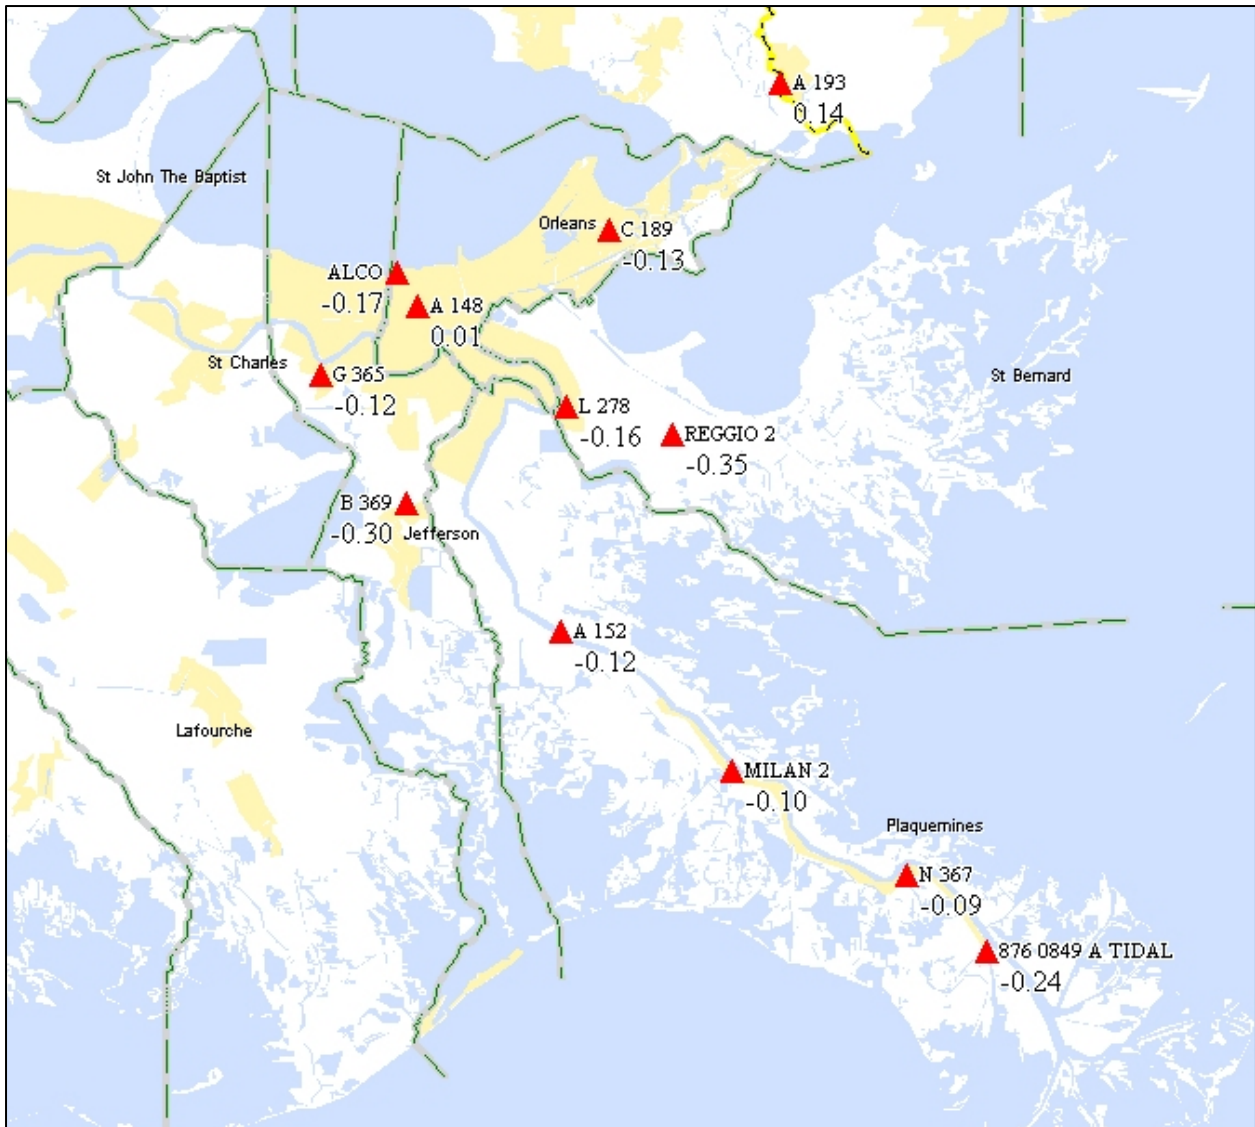 A 193
0.14
St John The Baptist
Orleans
C 189
-0.13
ALCO
-0.17
A 148
0.01
St Charles
G 365
-0.12
St Bernard
L 278
-0.16
REGGIO 2
-0.35
B 369
-0.30
Jefferson
A 152
-0.12
Lafourche
MILAN 2
-0.10
Plaquemines
N 367
-0.09
876 0849 A TIDAL
-0.24